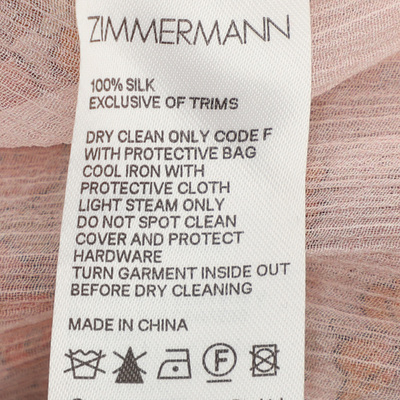 ZIMMERMANN
100% SILK
EXCLUSIVE OF TRIMS
DRY CLEAN ONLY CODE F
WITH PROTECTIVE BAG
COOL IRON WITH
PROTECTIVE CLOTH
LIGHT STEAM ONLY
DO NOT SPOT CLEAN
COVER AND PROTECT
HARDWARE
TURN GARMENT INSIDE OUT
BEFORE DRY CLEANING
MADE IN CHINA
F